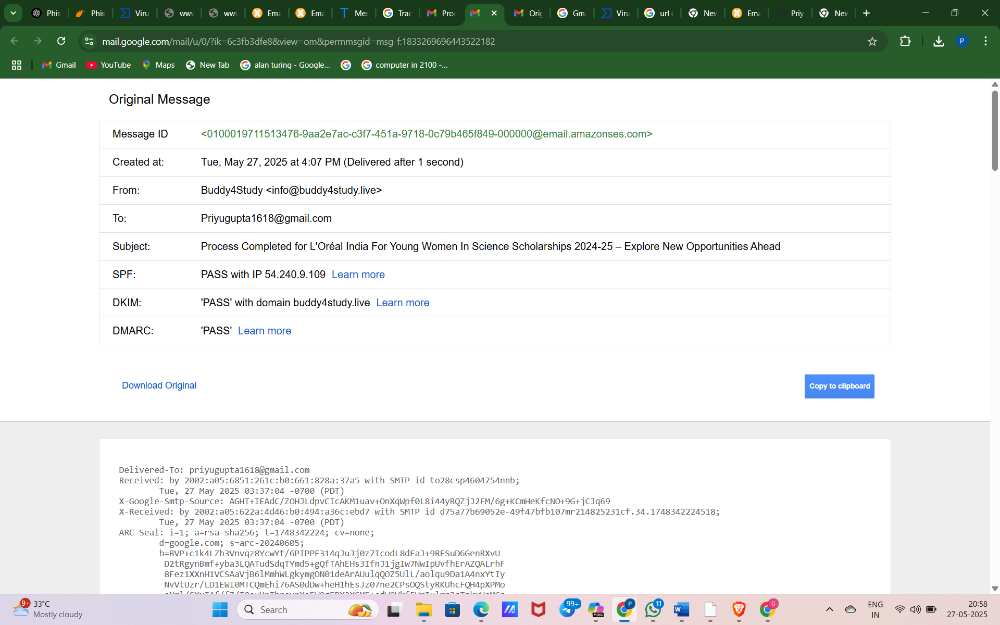 Phis
Phis
Viru
www
www
Ema
Ema
Mes
Trac
Pro
Orig
Gma
Viru
url
New
Ema
Priy
New
mail.google.com/mail/u/0/?ik=6c3fb3dfe8&view=om&permmsgid=msg-f:1833269696443522182
P
Gmail
YouTube
Maps
New Tab
alan turing - Google...
computer in 2100 -...
Original Message
Message ID <0100019711513476-9aa2e7ac-c3f7-451a-9718-0c79b465f849-000000@email.amazonses.com>
Created at: Tue, May 27, 2025 at 4:07 PM (Delivered after 1 second)
From: Buddy4Study <info@buddy4study.live>
To: Priyugupta1618@gmail.com
Subject: Process Completed for L'Oréal India For Young Women In Science Scholarships 2024-25 – Explore New Opportunities Ahead
SPF: PASS with IP 54.240.9.109 Learn more
DKIM: 'PASS' with domain buddy4study.live Learn more
DMARC: 'PASS' Learn more
Download Original
Copy to clipboard
Delivered-To: priyugupta1618@gmail.com
Received: by 2002:a05:6851:261c:b0:661:828a:37a5 with SMTP id to28csp4604754nnb;
Tue, 27 May 2025 03:37:04 -0700 (PDT)
X-Google-Smtp-Source: AGHT+IEAdC/ZOHJLdpvCIcAKM1uav+OnXqWpf0L8i44yRQZjJ2FM/6g+KCmHeKfcNO+9G+jCJq69
X-Received: by 2002:a05:622a:4d46:b0:494:a36c:ebd7 with SMTP id d75a77b69052e-49f47bfb107mr214825231cf.34.1748342224518;
Tue, 27 May 2025 03:37:04 -0700 (PDT)
ARC-Seal: i=1; a=rsa-sha256; t=1748342224; cv=none;
d=google.com; s=arc-20240605;
b=BVP+c1k4LZh3Vnvqz8YcwYt/6PIPPF314qJuJj0z7IcodL8dEaJ+9RESuD6GenRXvU
D2tRgynBmf+yba3LQATudSdqTYmd5+gQfTAhEHs3IfnJ1jgIw7NwIpUvfhErAZQALrhF
8Fez1XXnH1VCSAaVjB6lMmhWLgkymgON01deArAUulqQOZ5UlL/aolqu9Da1A4nxYtIy
NvVtUzr/LD1EWI0MTCQmEhi76AS0dDw+heH1hEsJz07ne2CPsOQStyRKUhcFQH4pXPMo
9+
33°C
Mostly cloudy
Search
99+
M365
P
11
W
G
ENG
IN
20:58
27-05-2025